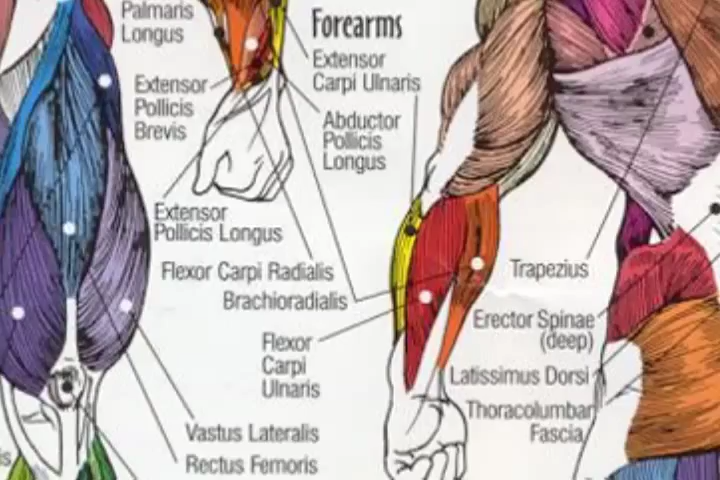 Palmaris
Longus
Forearms
Extensor
Carpi Ulnaris
Extensor
Pollicis
Brevis
Abductor
Pollicis
Longus
Extensor
Pollicis Longus
Flexor Carpi Radialis
Brachioradialis
Flexor
Carpi
Ulnaris
Trapezius
Erector Spinae
(deep)
Latissimus Dorsi
Thoracolumbar
Fascia
Vastus Lateralis
Rectus Femoris